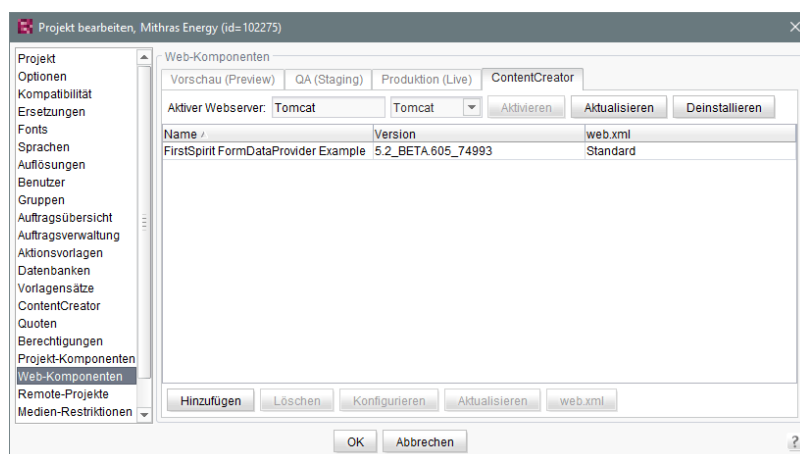 Projekt bearbeiten, Mithras Energy (id=102275)
Projekt
Optionen
Kompatibilität
Ersetzungen
Fonts
Sprachen
Auflösungen
Benutzer
Gruppen
Auftragsübersicht
Auftragsverwaltung
Aktionsvorlagen
Datenbanken
Vorlagensätze
ContentCreator
Quoten
Berechtigungen
Projekt-Komponenten
Web-Komponenten
Remote-Projekte
Medien-Restriktionen
Web-Komponenten
Vorschau (Preview) QA (Staging) Produktion (Live) ContentCreator
Aktiver Webserver: Tomcat Tomcat Aktivieren Aktualisieren Deinstallieren
Name Version web.xml
FirstSpirit FormDataProvider Example 5.2_BETA.605_74993 Standard
Hinzufügen Löschen Konfigurieren Aktualisieren web.xml
OK Abbrechen ?